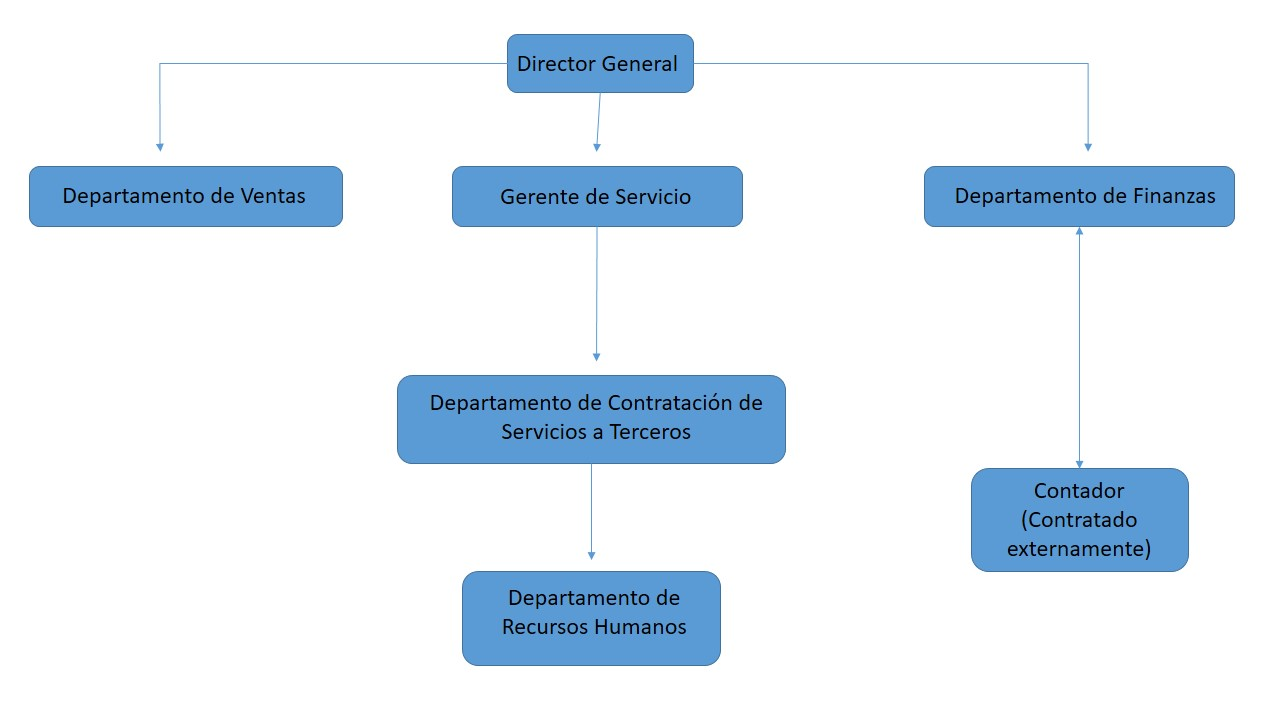 Director General
Departamento de Ventas
Gerente de Servicio
Departamento de Finanzas
Departamento de Contratación de
Servicios a Terceros
Contador
(Contratado
externamente)
Departamento de
Recursos Humanos